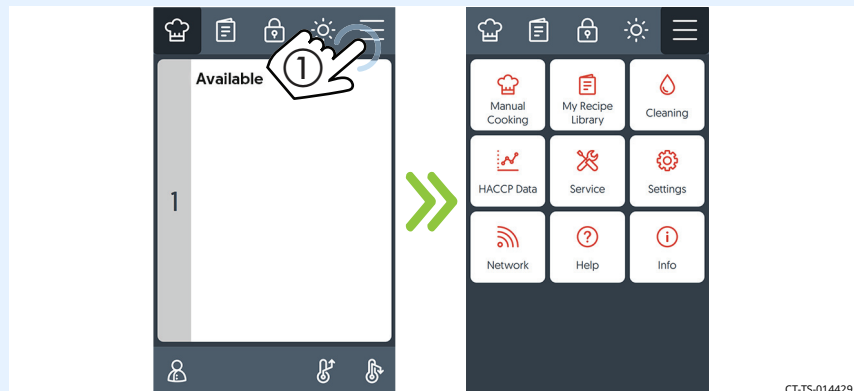 ①
Available
1
Manual
Cooking
My Recipe
Library
Cleaning
HACCP Data
Service
Settings
Network
Help
Info
CT-TS-014429